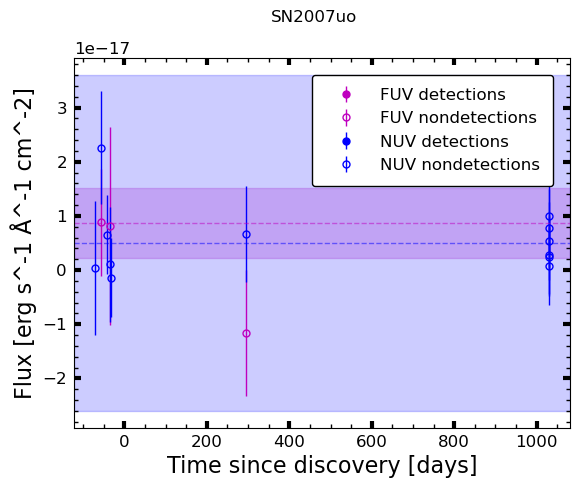 SN2007uo
1e−17
3
2
1
0
−1
−2
Flux [erg s^-1 Å^-1 cm^-2]
FUV detections
FUV nondetections
NUV detections
NUV nondetections
0 200 400 600 800 1000
Time since discovery [days]